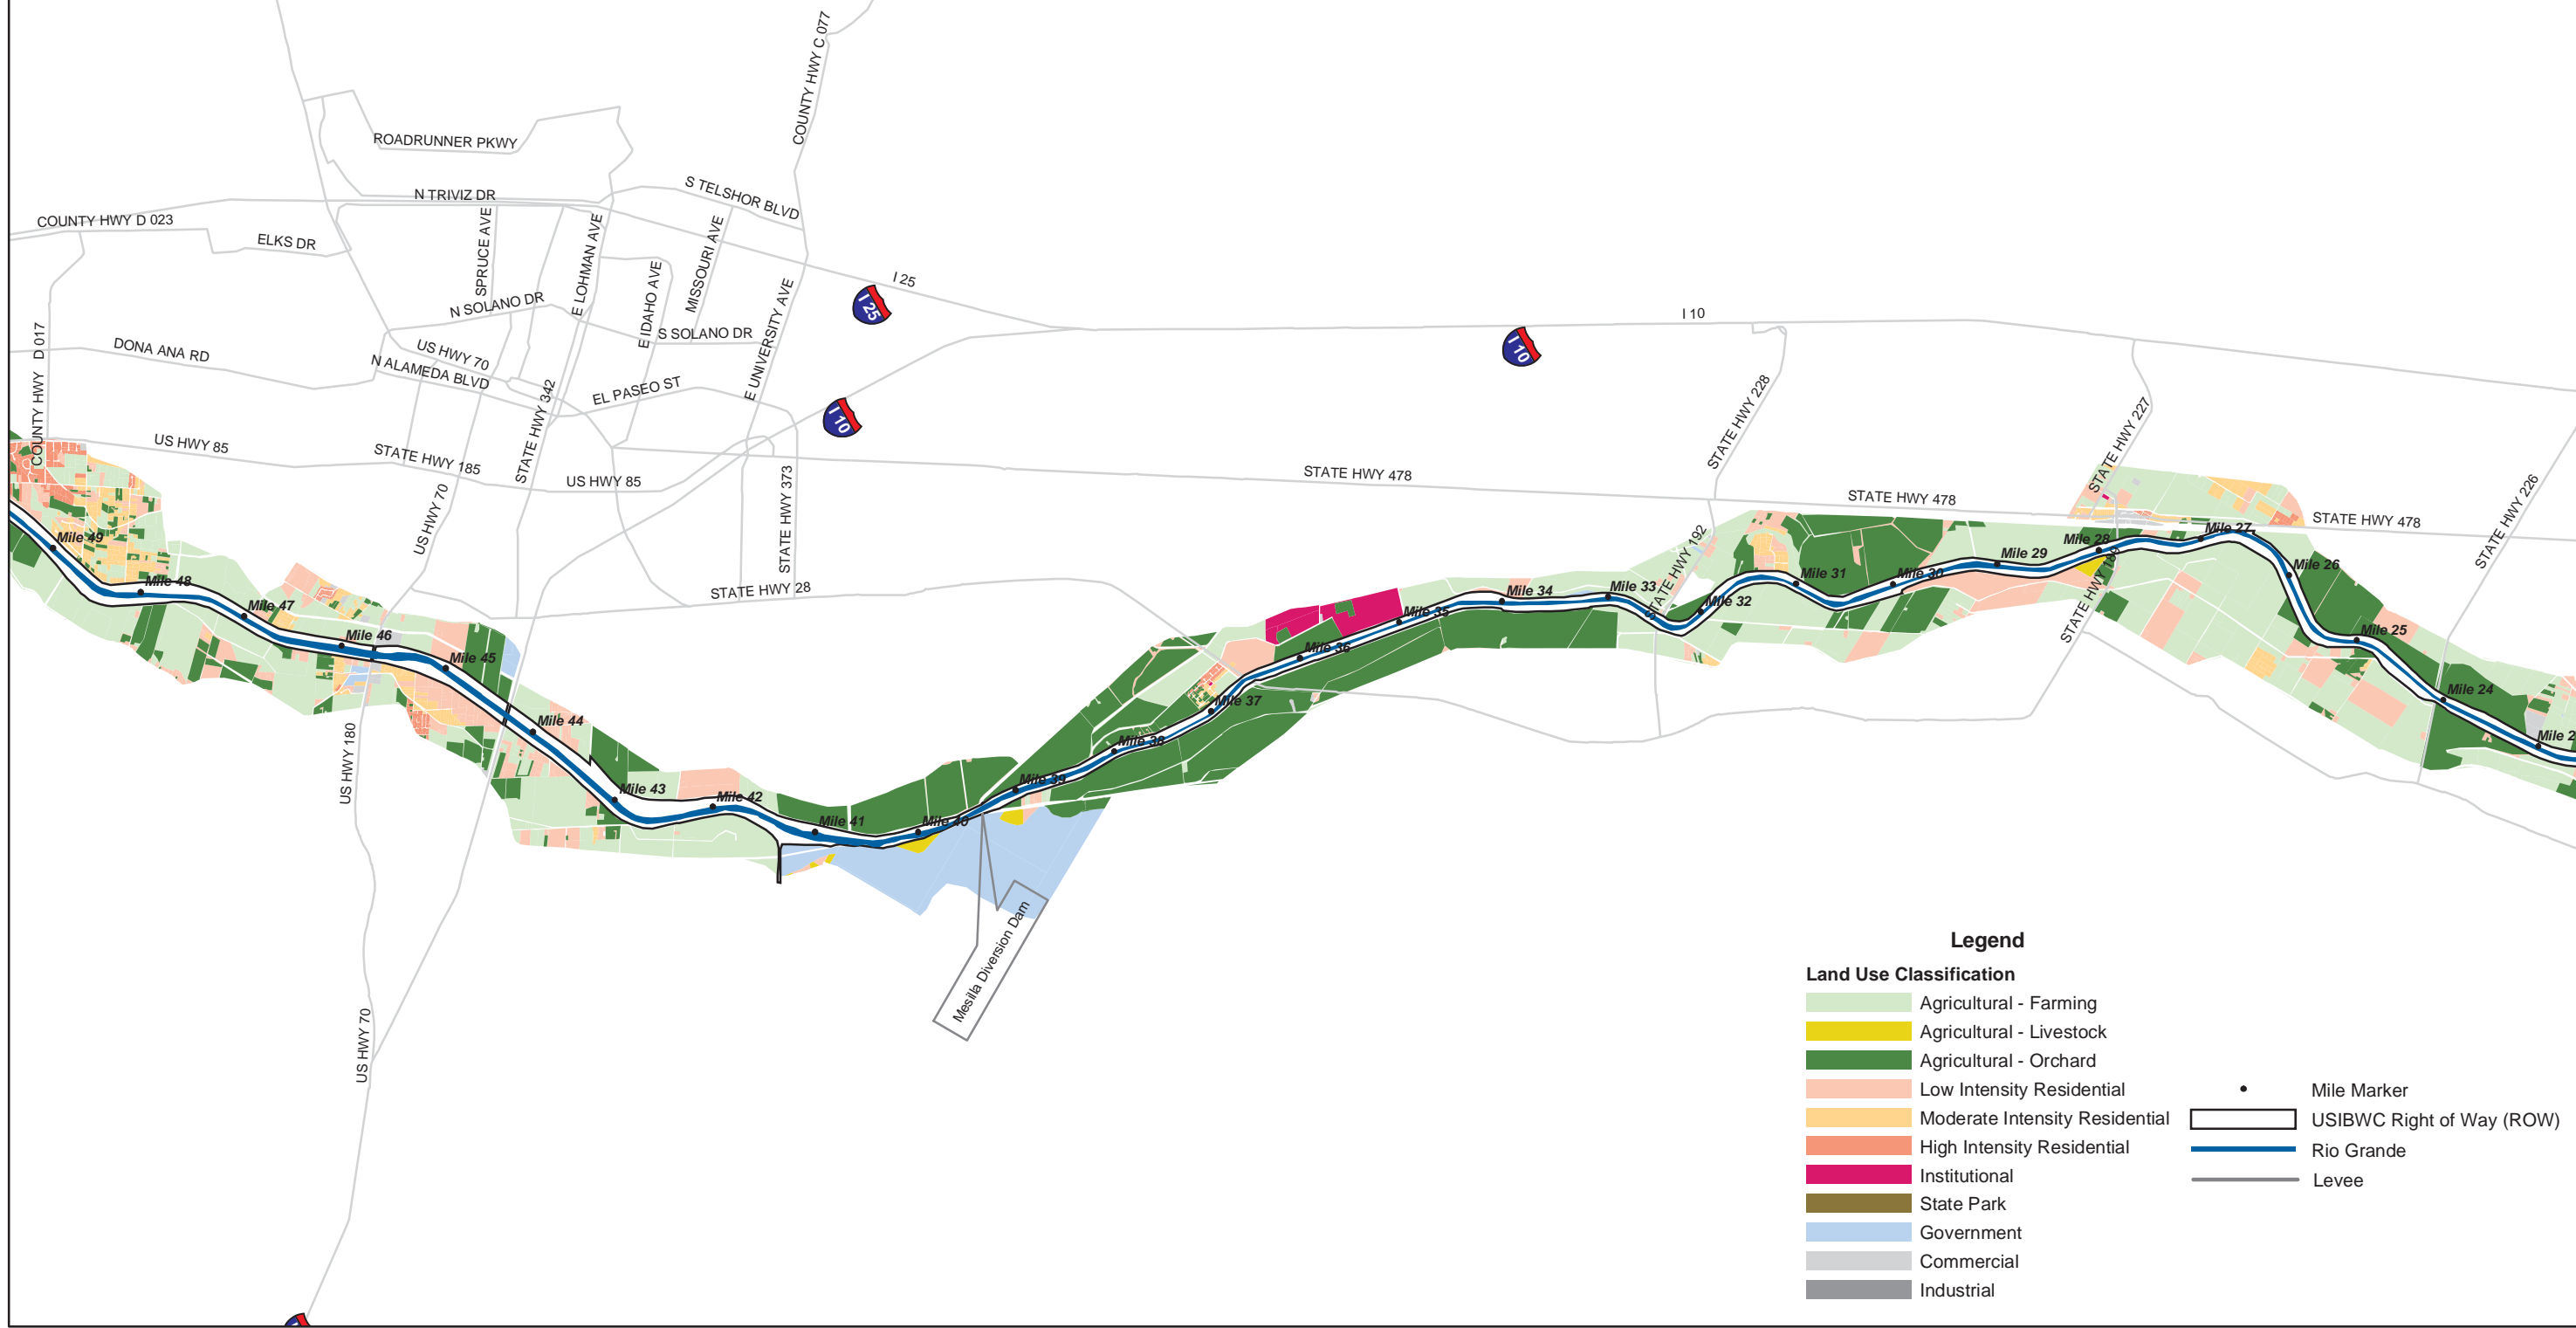 COUNTY HWY C 077
ROADRUNNER PKWY
N TRIVIZ DR
S TELSHOR BLVD
COUNTY HWY D 023
ELKS DR
SPRUCE AVE
E LOHMAN AVE
MISSOURI AVE
E IDAHO AVE
E UNIVERSITY AVE
I 25
I 25
N SOLANO DR
S SOLANO DR
I 10
I 10
COUNTY HWY D 017
DONA ANA RD
US HWY 70
N ALAMEDA BLVD
EL PASEO ST
STATE HWY 342
I 10
STATE HWY 228
STATE HWY 227
US HWY 85
STATE HWY 185
US HWY 85
STATE HWY 478
STATE HWY 478
STATE HWY 478
STATE HWY 226
US HWY 70
STATE HWY 373
STATE HWY 28
STATE HWY 192
STATE HWY 189
Mile 49
Mile 48
Mile 47
Mile 46
Mile 45
Mile 44
Mile 43
Mile 42
Mile 41
Mile 40
Mile 39
Mile 38
Mile 37
Mile 36
Mile 35
Mile 34
Mile 33
Mile 32
Mile 31
Mile 30
Mile 29
Mile 28
Mile 27
Mile 26
Mile 25
Mile 24
Mile 2
US HWY 180
US HWY 70
Mesilla Diversion Dam
Legend
Land Use Classification
Agricultural - Farming
Agricultural - Livestock
Agricultural - Orchard
Low Intensity Residential
Moderate Intensity Residential
High Intensity Residential
Institutional
State Park
Government
Commercial
Industrial
Mile Marker
USIBWC Right of Way (ROW)
Rio Grande
Levee